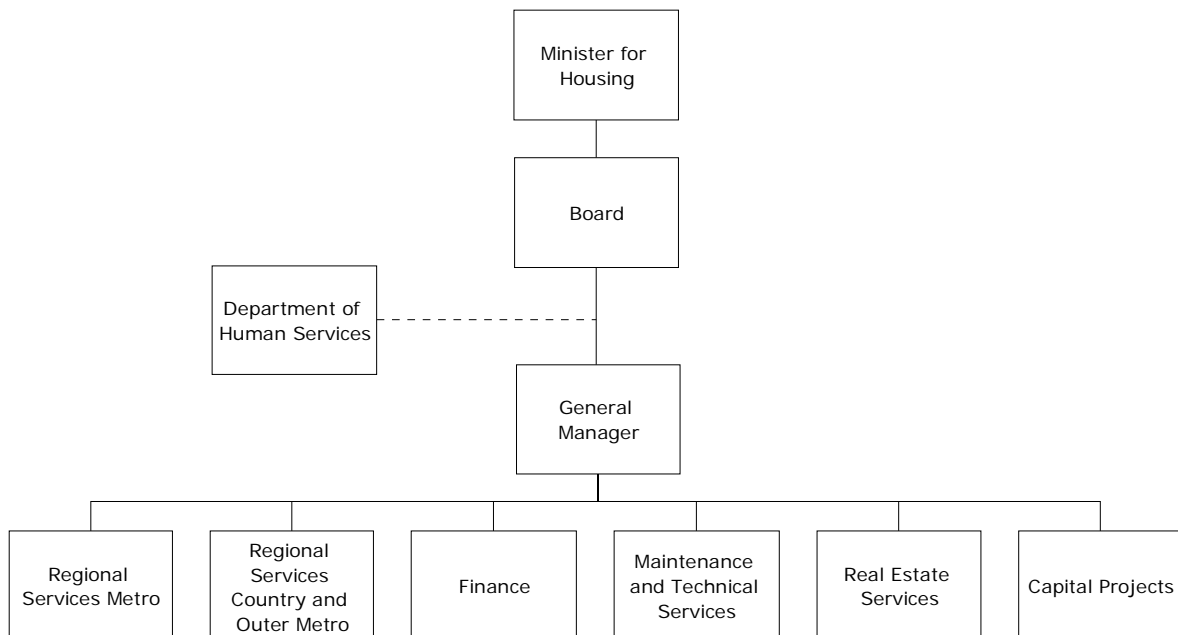 Minister for
Housing
Board
Department of
Human Services
General
Manager
Regional
Services Metro
Regional
Services
Country and
Outer Metro
Finance
Maintenance
and Technical
Services
Real Estate
Services
Capital Projects